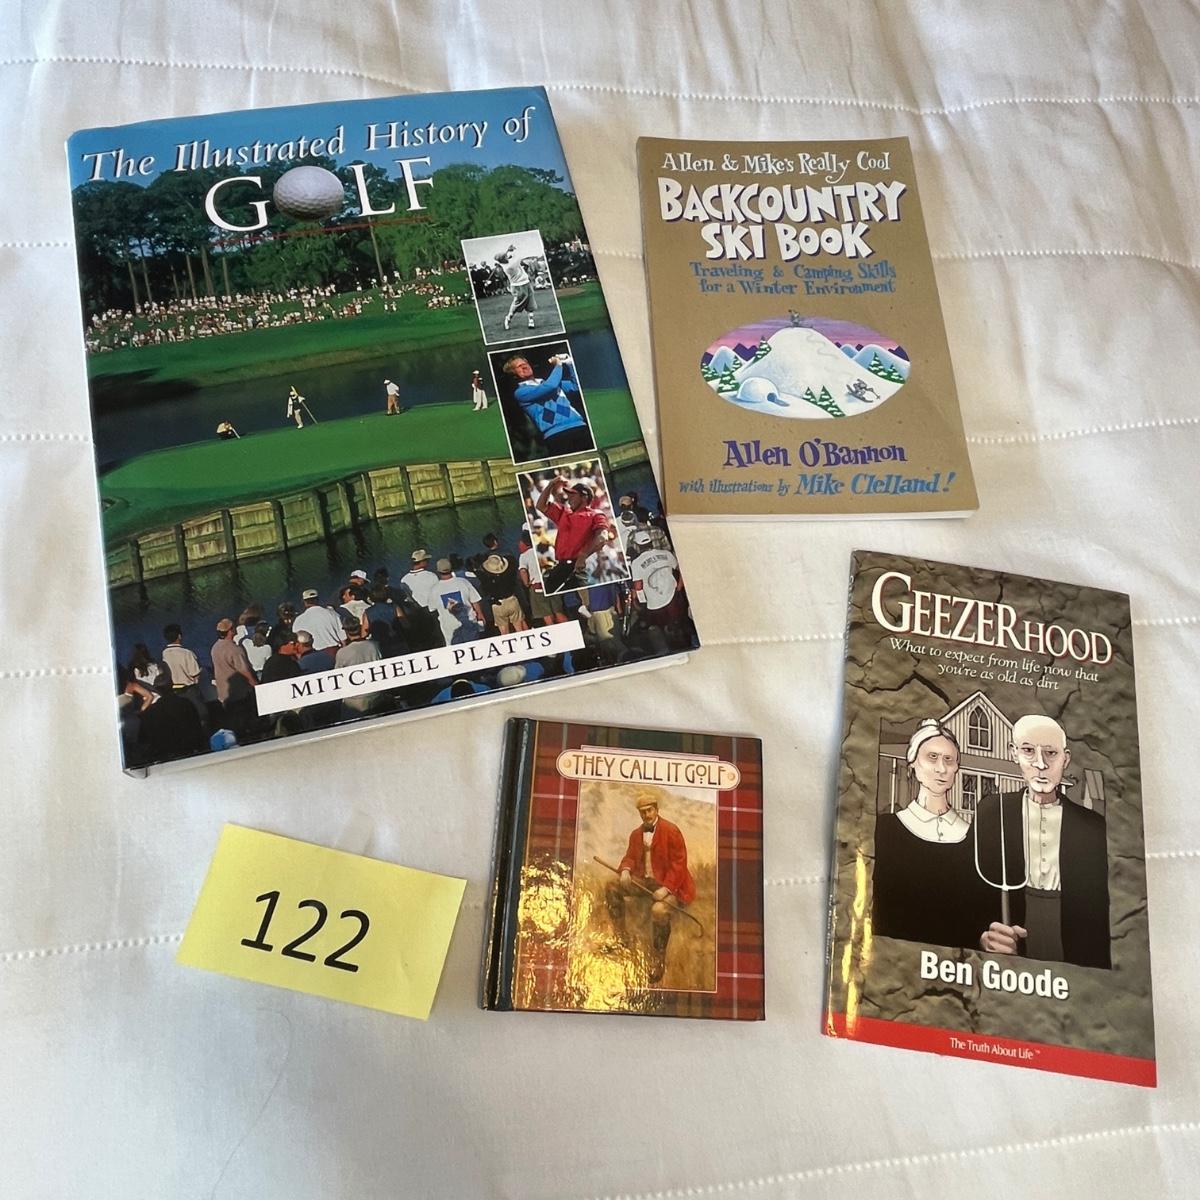 The Illustrated History of
GOLF
MITCHELL PLATTS
Allen & Mike's Really Cool
BACKCOUNTRY
SKI BOOK
Traveling & Camping Skills
for a Winter Environment
Allen O'Bannon
with illustrations by Mike Clelland!
GEEZERHOOD
What to expect from life now that
you're as old as dirt
Ben Goode
The Truth About Life™
THEY CALL IT GOLF
122